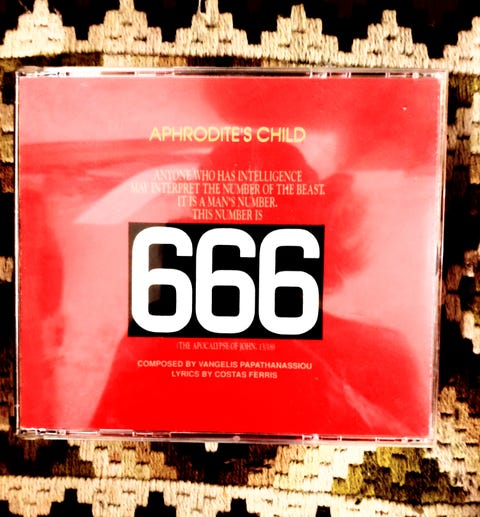 APHRODITE'S CHILD
ANYONE WHO HAS INTELLIGENCE
MAY INTERPRET THE NUMBER OF THE BEAST.
IT IS A MAN'S NUMBER.
THIS NUMBER IS
666
(THE APOCALYPSE OF JOHN, 13/18)
COMPOSED BY VANGELIS PAPATHANASSIOU
LYRICS BY COSTAS FERRIS